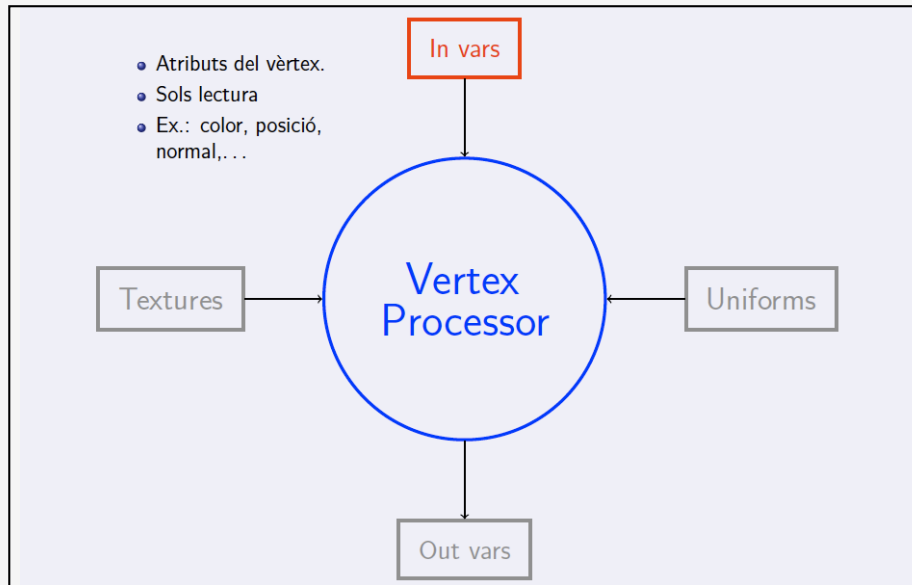 In vars
• Atributs del vèrtex.
• Sols lectura
• Ex.: color, posició,
normal,...
Textures
Vertex
Processor
Uniforms
Out vars